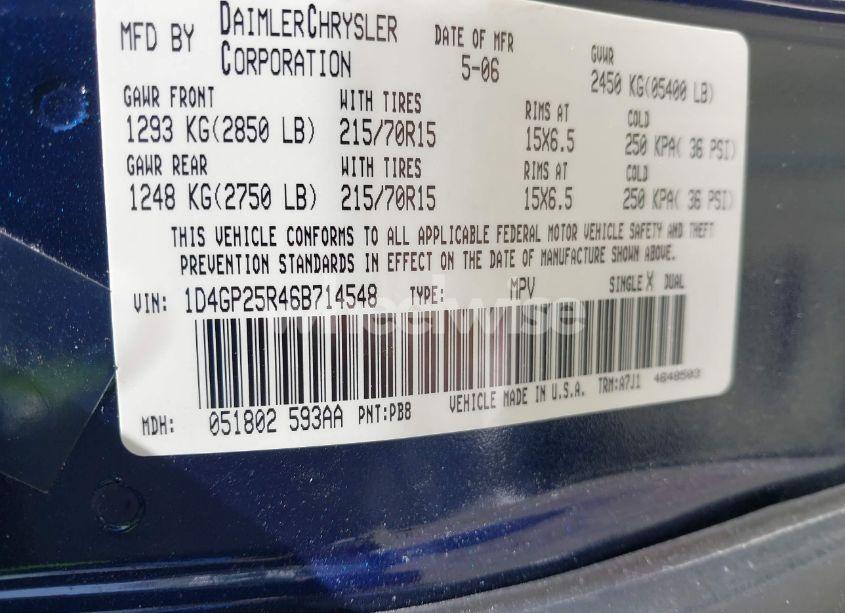 MFD BY DAIMLERCHRYSLER CORPORATION DATE OF MFR 5-06 GVWR 2450 KG(05400 LB)
GAWR FRONT WITH TIRES RIMS AT COLD
1293 KG(2850 LB) 215/70R15 15X6.5 250 KPA( 36 PSI)
GAWR REAR WITH TIRES RIMS AT COLD
1248 KG(2750 LB) 215/70R15 15X6.5 250 KPA( 36 PSI)
THIS VEHICLE CONFORMS TO ALL APPLICABLE FEDERAL MOTOR VEHICLE SAFETY AND THEFT
PREVENTION STANDARDS IN EFFECT ON THE DATE OF MANUFACTURE SHOWN ABOVE.
VIN: 1D4GP25R46B714548 TYPE: MPV SINGLE X DUAL
wheelwise
MDH: 051802 593AA PNT:PB8 VEHICLE MADE IN U.S.A. TRM:A7J1 4648503